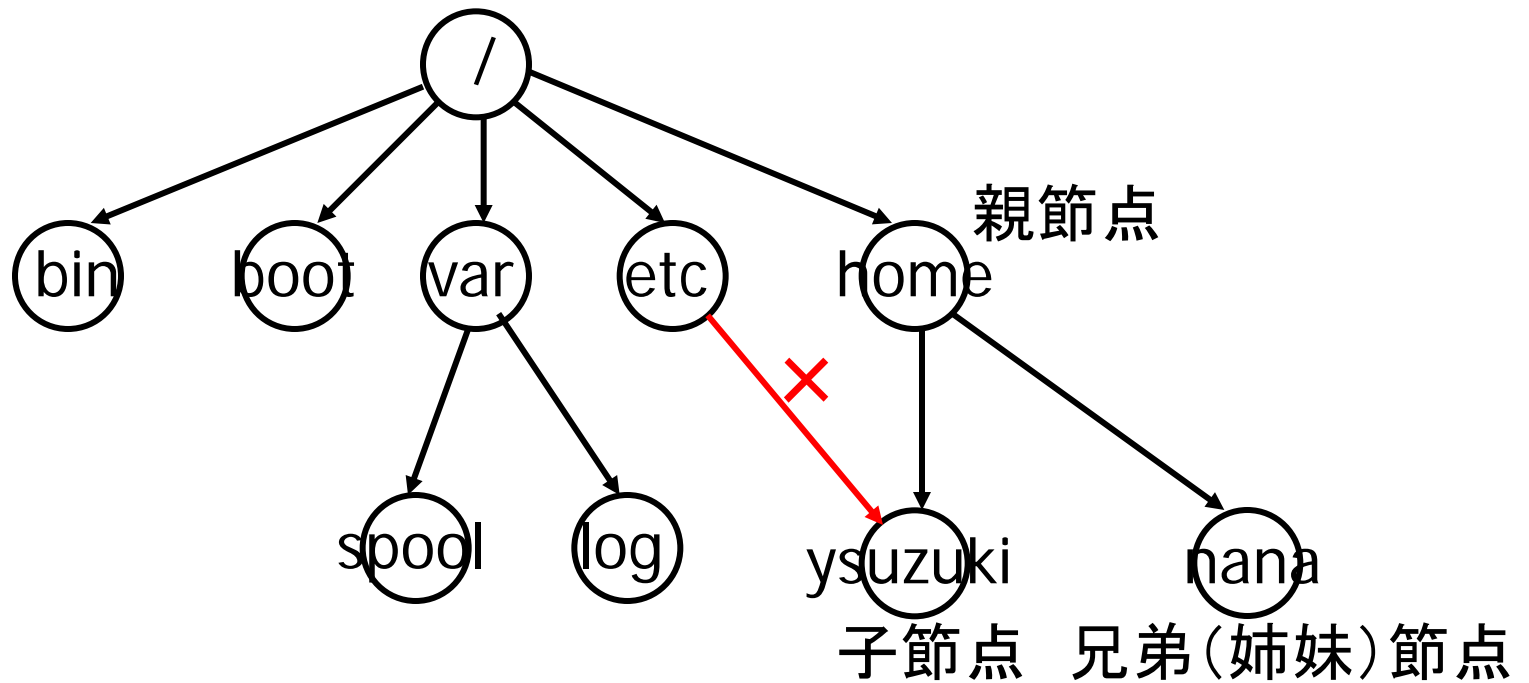 /
親節点
bin boot var etc home
×
spool log ysuzuki nana
子節点 兄弟(姉妹)節点